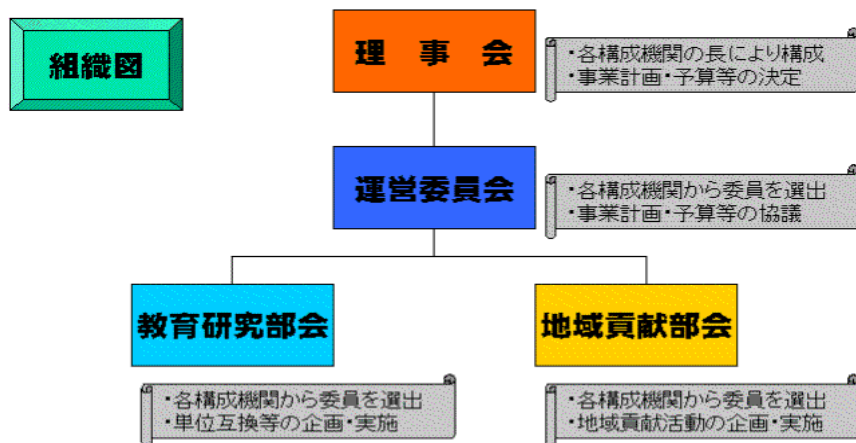 組織図
理 事 会
・各構成機関の長により構成
・事業計画・予算等の決定
運営委員会
・各構成機関から委員を選出
・事業計画・予算等の協議
教育研究部会
地域貢献部会
・各構成機関から委員を選出
・単位互換等の企画・実施
・各構成機関から委員を選出
・地域貢献活動の企画・実施